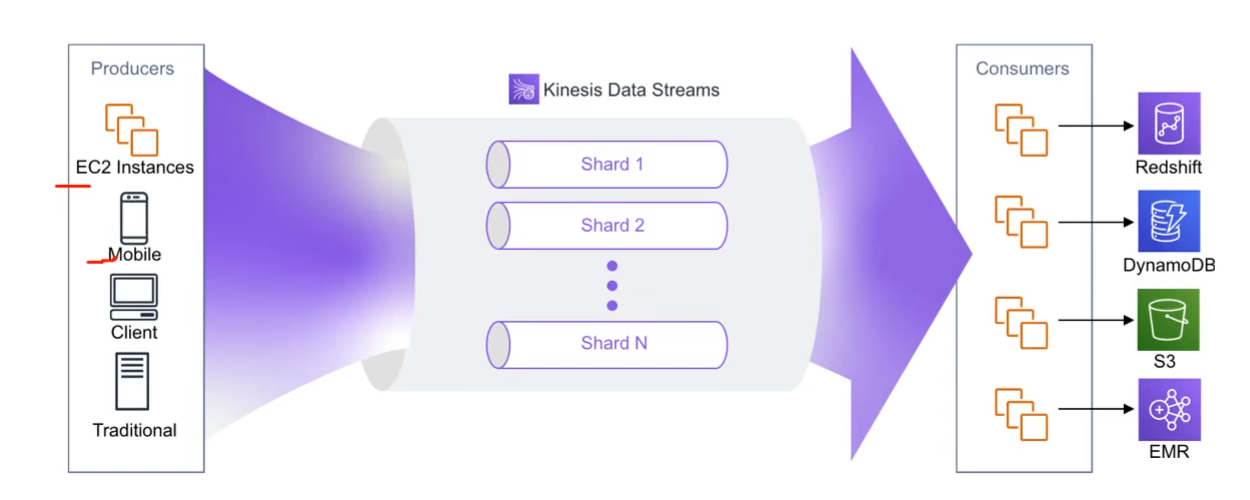 Producers
EC2 Instances
Mobile
Client
Traditional
Kinesis Data Streams
Shard 1
Shard 2
Shard N
Consumers
Redshift
DynamoDB
S3
EMR